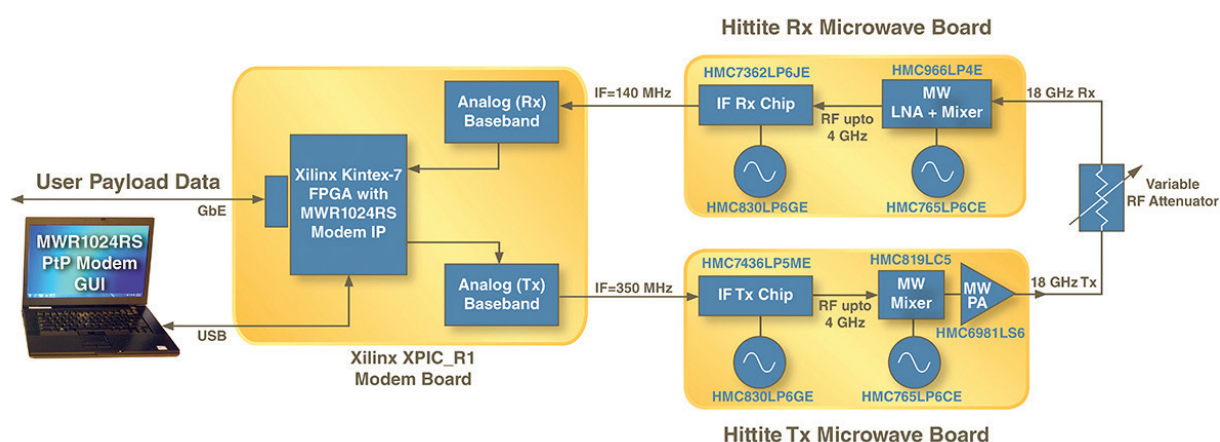 Hittite Rx Microwave Board
HMC7362LP6JE
HMC966LP4E
Analog (Rx)
Baseband
IF=140 MHz
IF Rx Chip
RF upto
4 GHz
MW
LNA + Mixer
18 GHz Rx
HMC830LP6GE
HMC765LP6CE
User Payload Data
GbE
Xilinx Kintex-7
FPGA with
MWR1024RS
Modem IP
Variable
RF Attenuator
MWR1024RS
PtP Modem
GUI
USB
Analog (Tx)
Baseband
IF=350 MHz
HMC7436LP5ME
IF Tx Chip
RF upto
4 GHz
HMC819LC5
MW
Mixer
MW
PA
18 GHz Tx
HMC6981LS6
HMC830LP6GE
HMC765LP6CE
Xilinx XPIC_R1
Modem Board
Hittite Tx Microwave Board